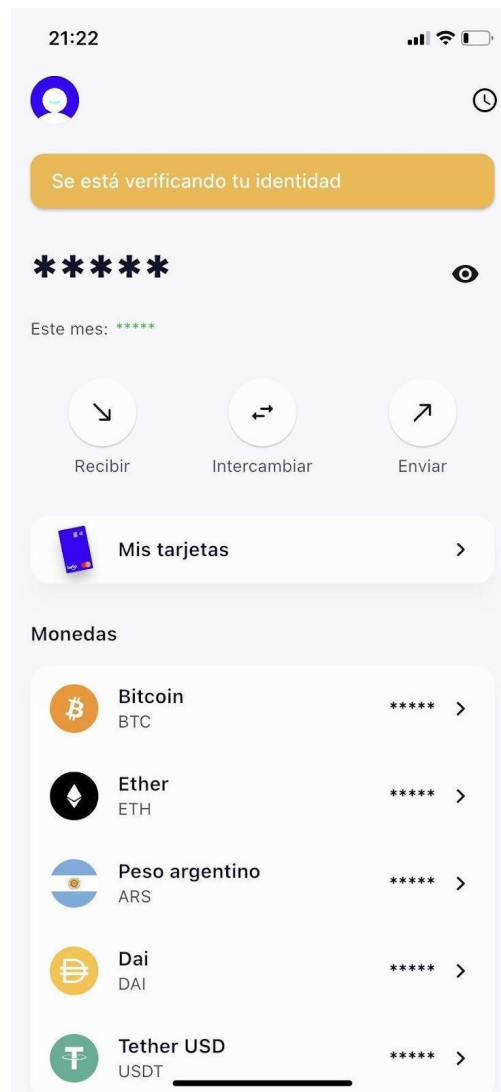 21:22
Se está verificando tu identidad
*****
Este mes: *****
Recibir
Intercambiar
Enviar
Mis tarjetas
Monedas
Bitcoin
BTC
*****
Ether
ETH
*****
Peso argentino
ARS
*****
Dai
DAI
*****
Tether USD
USDT
*****